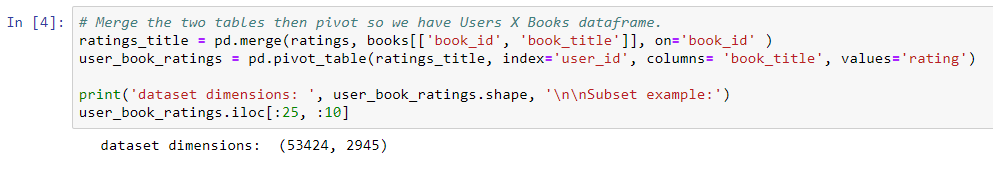 In [4]: # Merge the two tables then pivot so we have Users X Books dataframe.
ratings_title = pd.merge(ratings, books[['book_id', 'book_title']], on='book_id' )
user_book_ratings = pd.pivot_table(ratings_title, index='user_id', columns= 'book_title', values='rating')
print('dataset dimensions: ', user_book_ratings.shape, '\n\nSubset example:')
user_book_ratings.iloc[:25, :10]
dataset dimensions:  (53424, 2945)